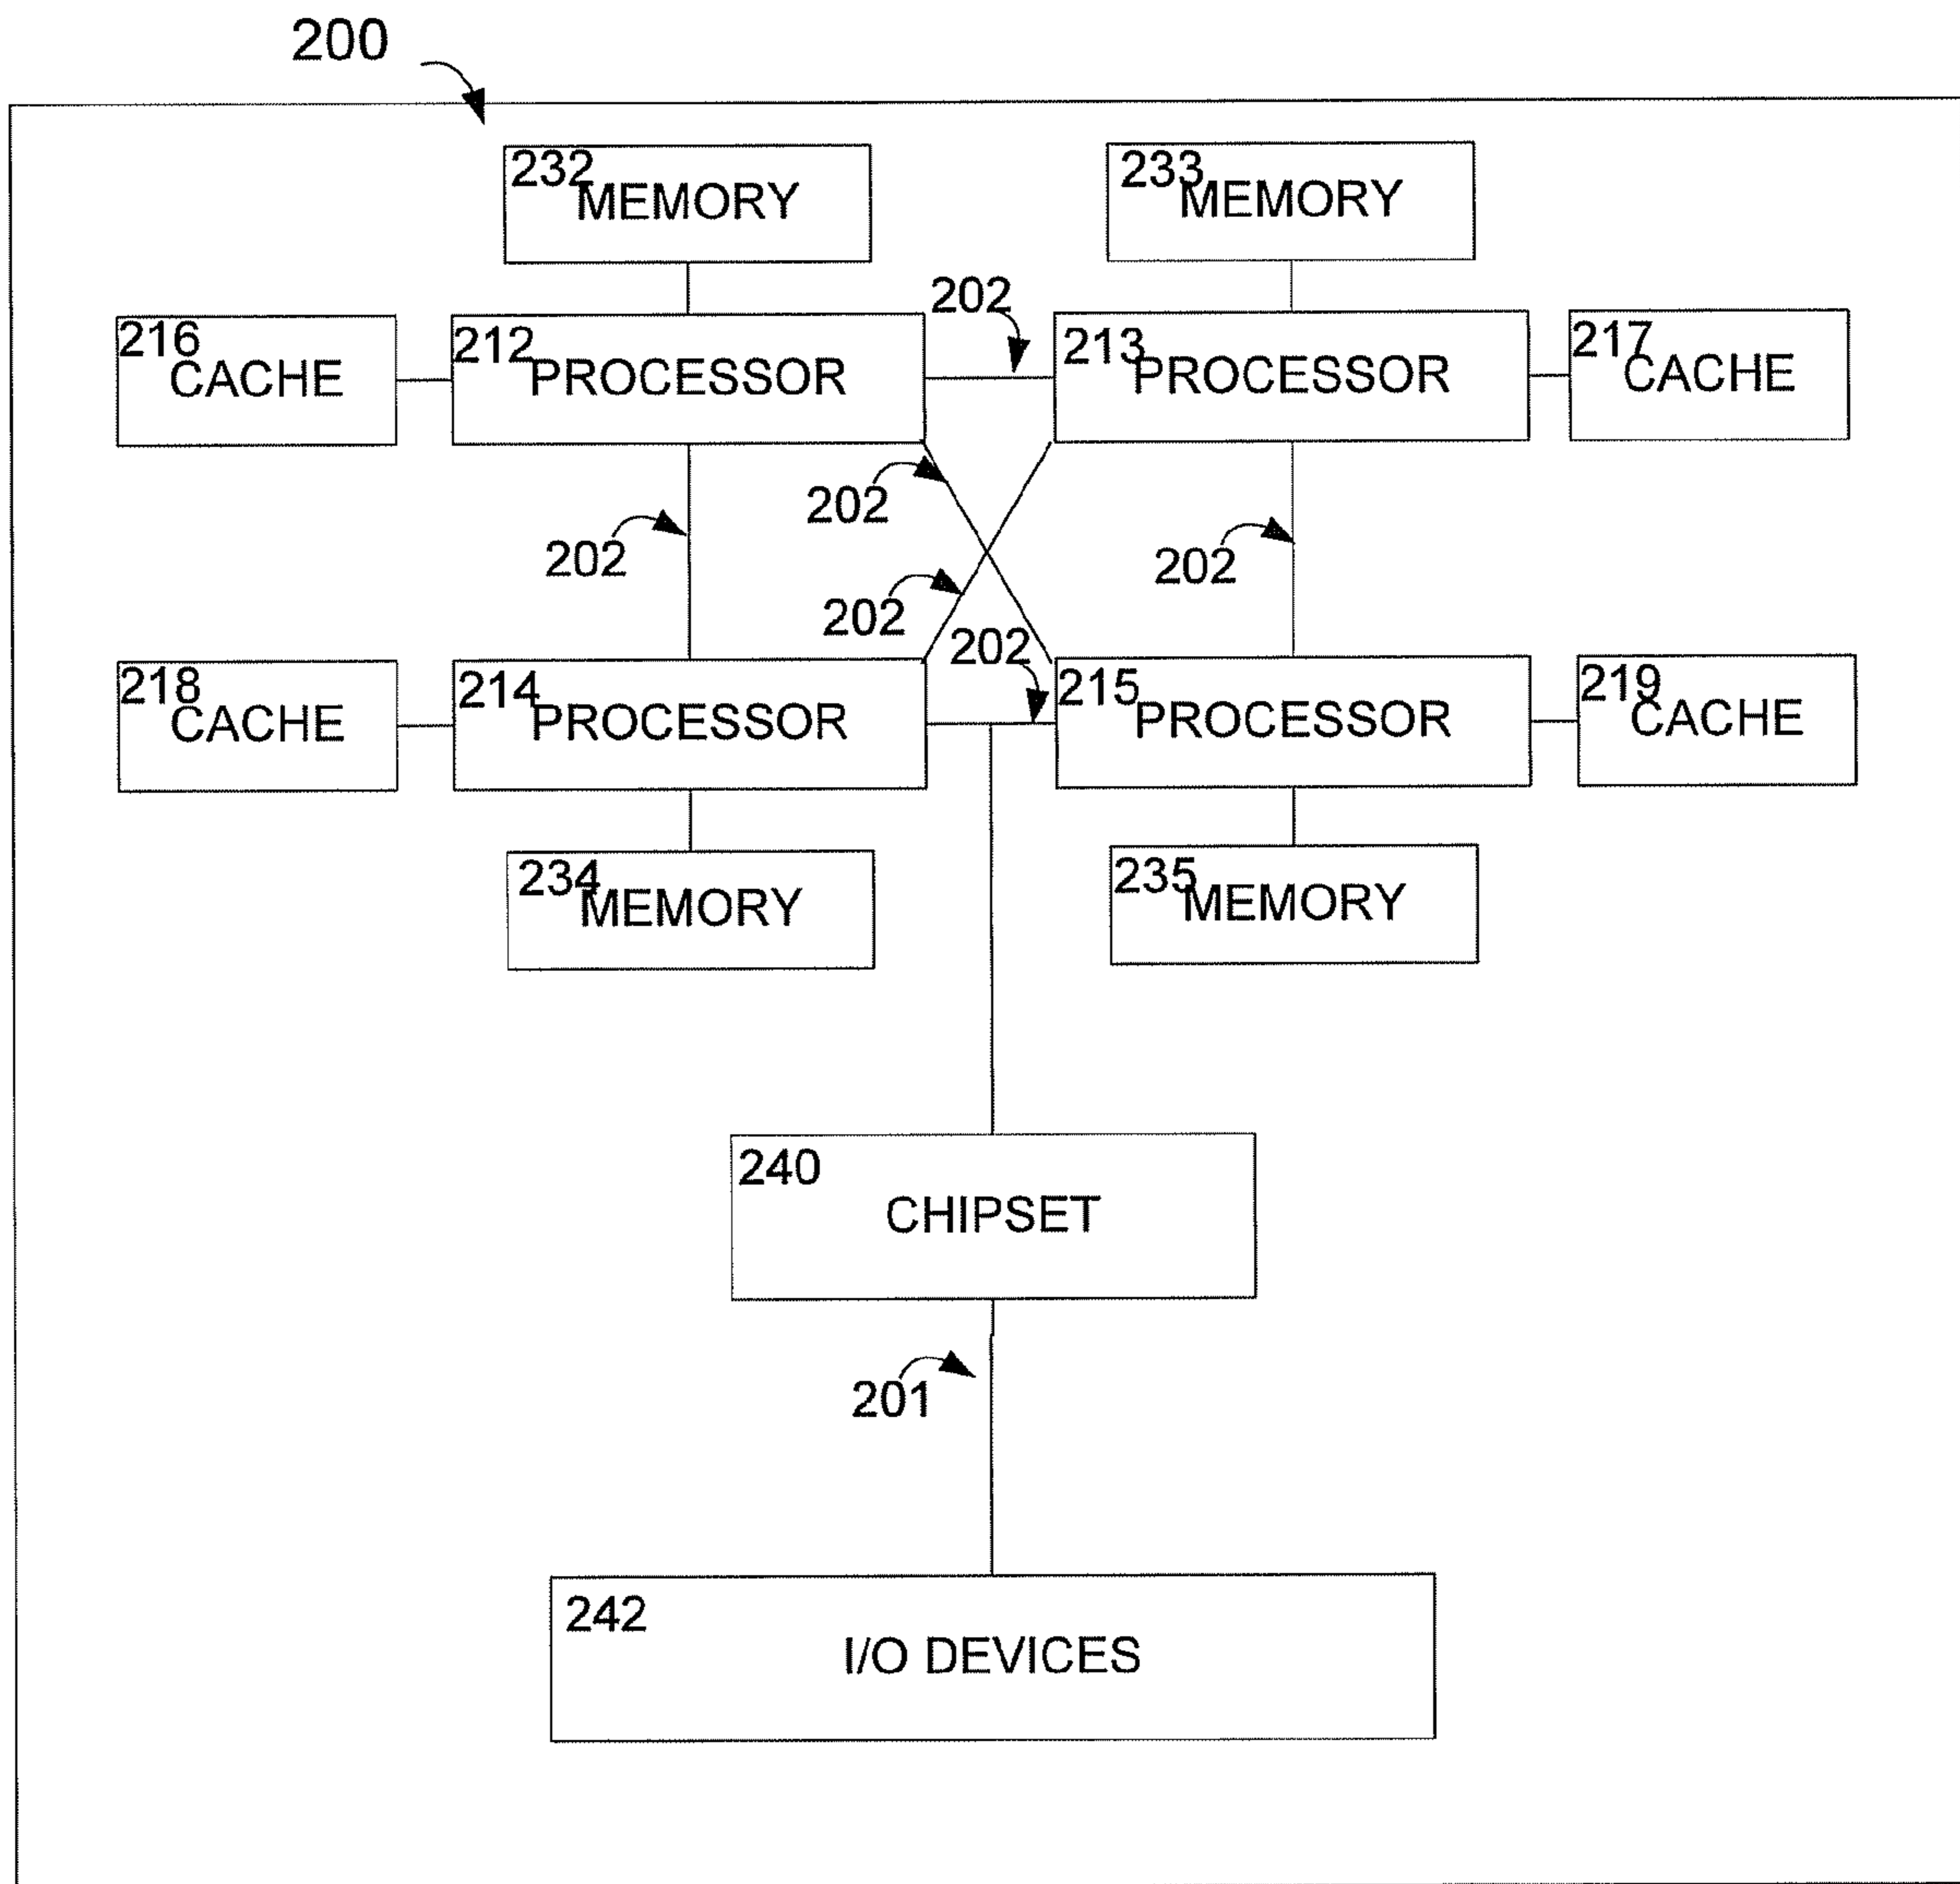 200
232 MEMORY
233 MEMORY
202
216 CACHE
212 PROCESSOR
213 PROCESSOR
217 CACHE
202
202
202
202
202
218 CACHE
214 PROCESSOR
215 PROCESSOR
219 CACHE
234 MEMORY
235 MEMORY
240
CHIPSET
201
242
I/O DEVICES